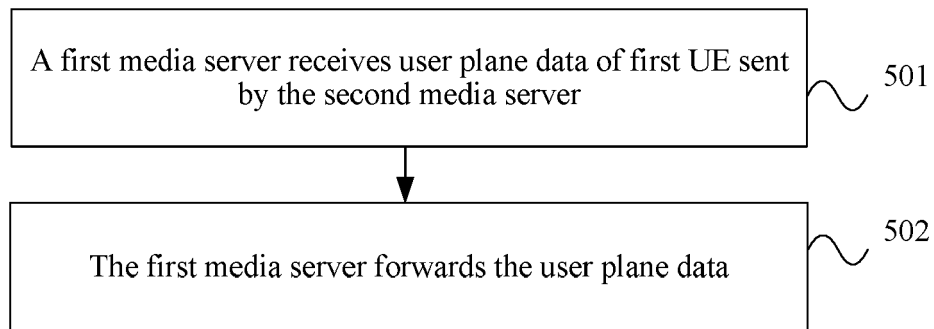 A first media server receives user plane data of first UE sent
by the second media server
501
The first media server forwards the user plane data
502